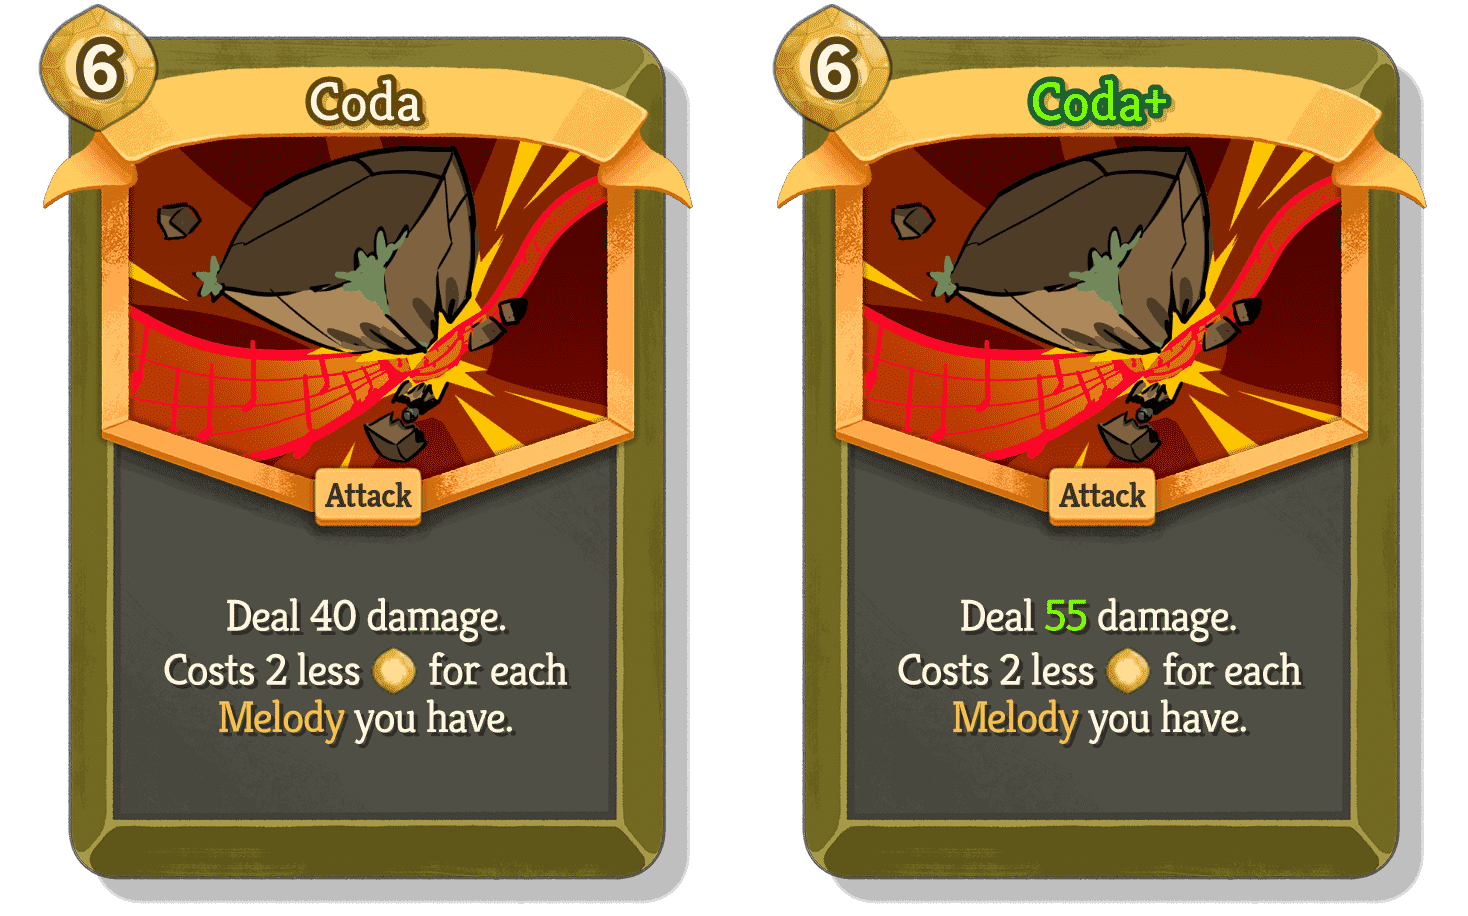 6
Coda
Attack
Deal 40 damage.
Costs 2 less for each
Melody you have.
6
Coda+
Attack
Deal 55 damage.
Costs 2 less for each
Melody you have.